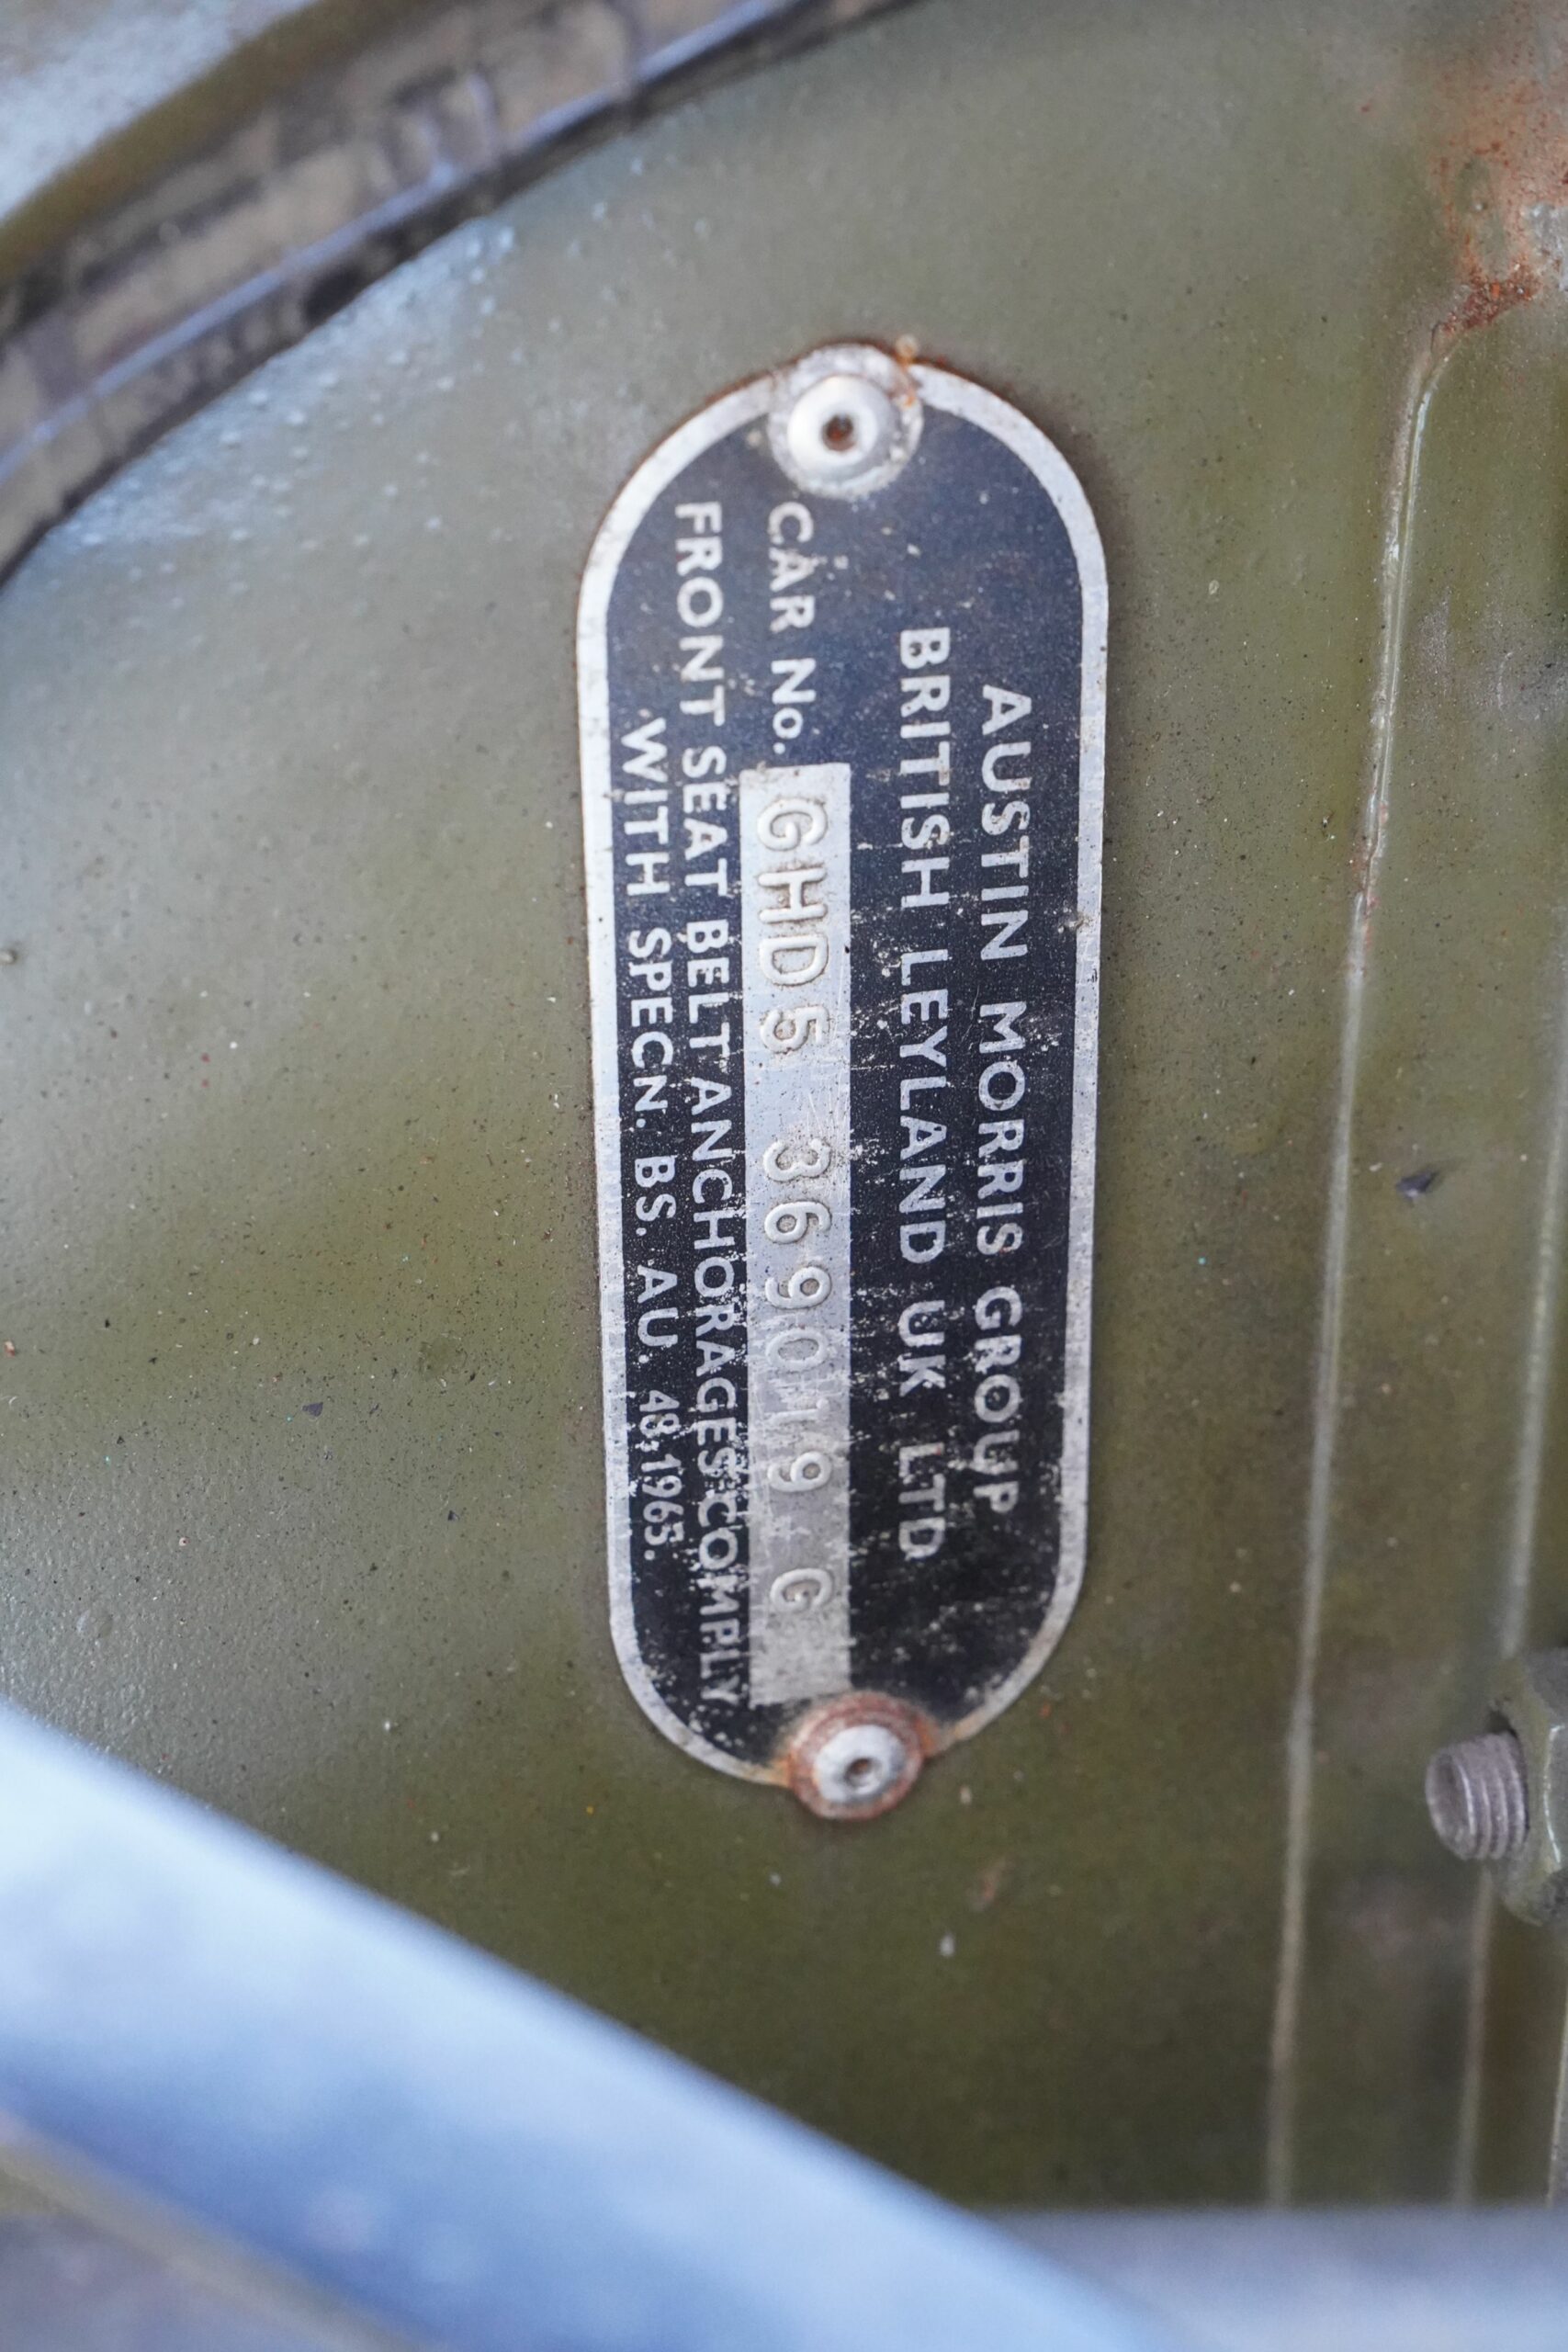 AUSTIN MORRIS GROUP
BRITISH LEYLAND UK LTD
CAR No. GHD5 369019 G
FRONT SEAT BELT ANCHORAGES COMPLY
WITH SPECN. BS. AU. 48,1965.